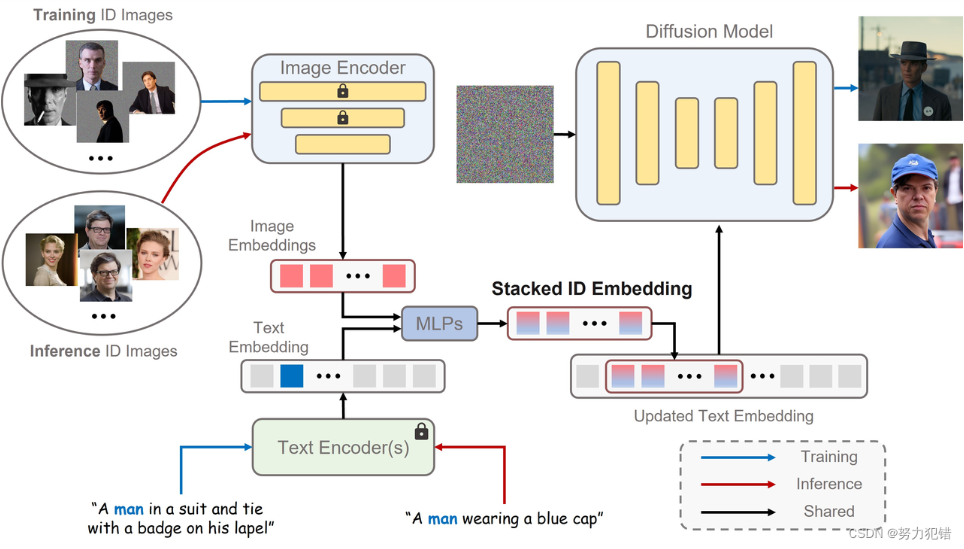 Training ID Images
Image Encoder
Diffusion Model
Image
Embeddings
Stacked ID Embedding
MLPs
Text
Embedding
Inference ID Images
Updated Text Embedding
Text Encoder(s)
Training
Inference
Shared
“A man in a suit and tie
with a badge on his lapel”
“A man wearing a blue cap”
CSDN @努力犯错